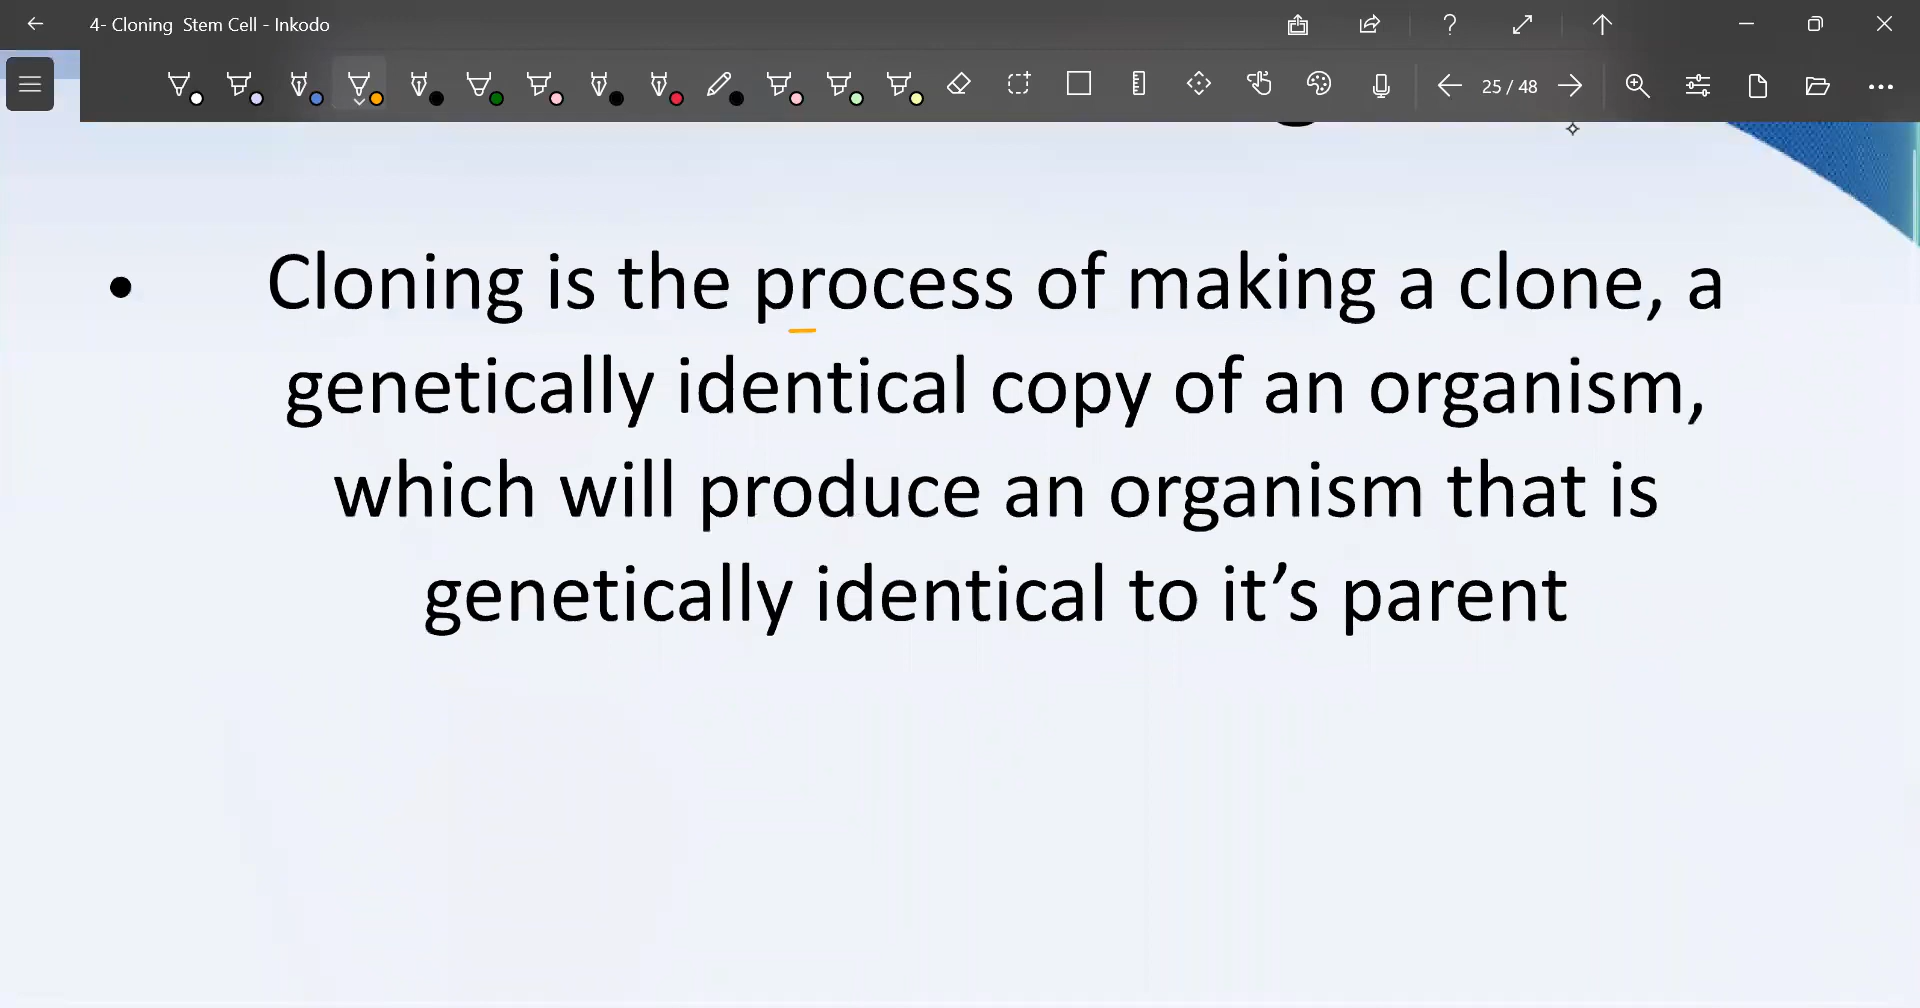 4- Cloning  Stem Cell - Inkodo
25 / 48
• Cloning is the process of making a clone, a
genetically identical copy of an organism,
which will produce an organism that is
genetically identical to it’s parent